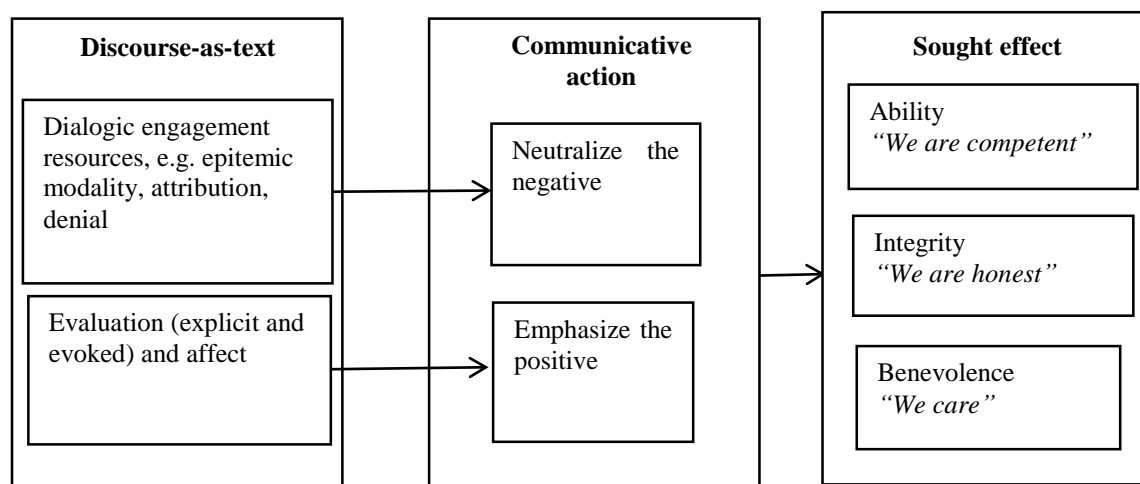 Discourse-as-text
Dialogic engagement
resources, e.g. epitemic
modality, attribution,
denial
Evaluation (explicit and
evoked) and affect
Communicative
action
Neutralize the
negative
Emphasize the
positive
Sought effect
Ability
“We are competent”
Integrity
“We are honest”
Benevolence
“We care”